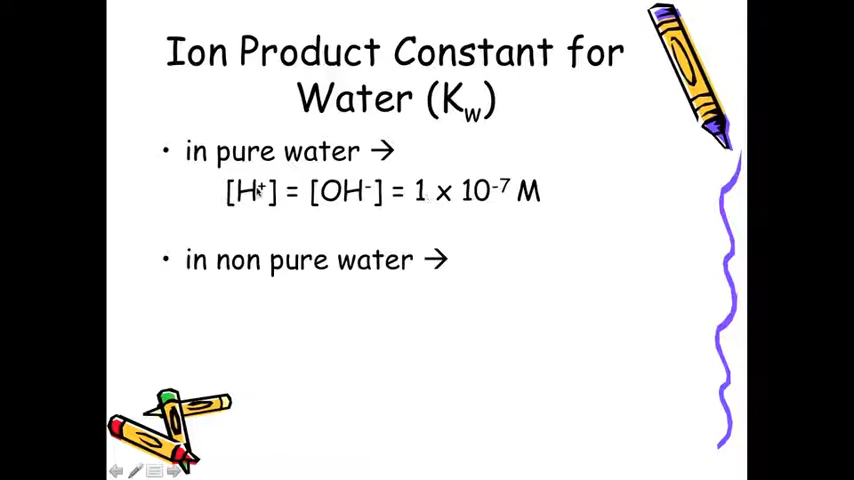 Ion Product Constant for
Water (Kw)
• in pure water →
[H⁺] = [OH⁻] = 1 x 10⁻⁷ M
• in non pure water →